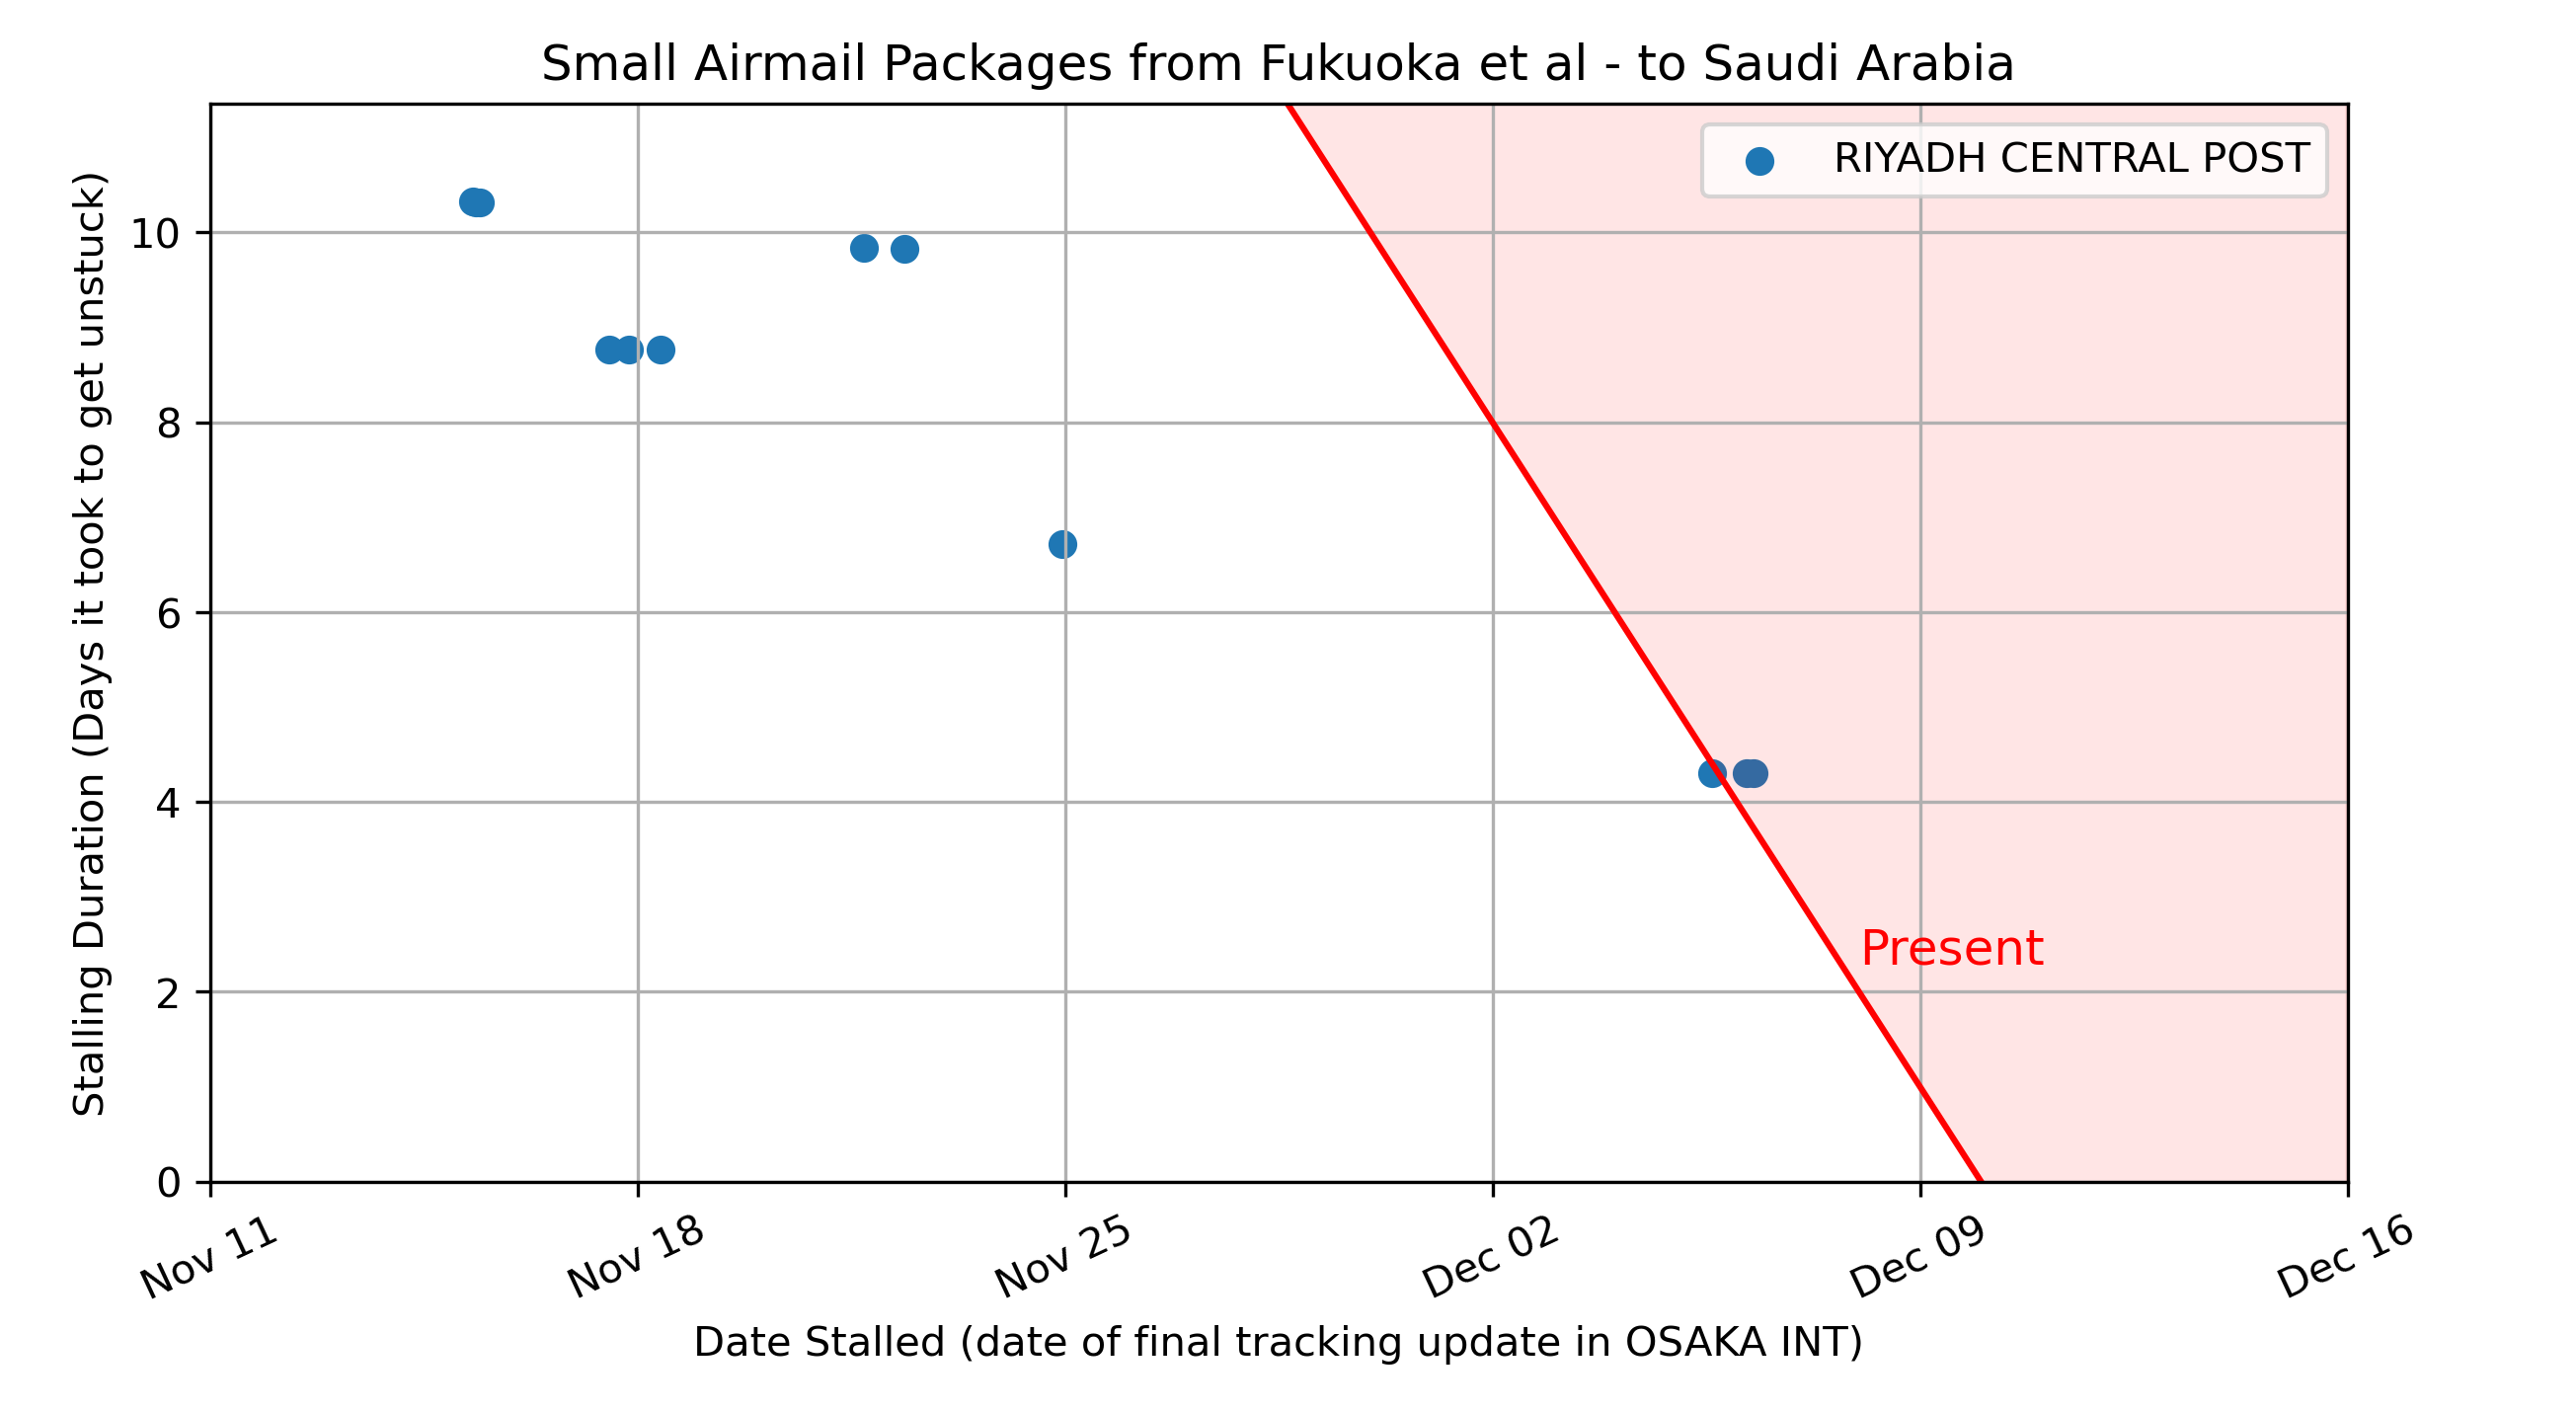 Small Airmail Packages from Fukuoka et al - to Saudi Arabia
RIYADH CENTRAL POST
Stalling Duration (Days it took to get unstuck)
10
8
6
4
2
0
Present
Nov 11
Nov 18
Nov 25
Dec 02
Dec 09
Dec 16
Date Stalled (date of final tracking update in OSAKA INT)